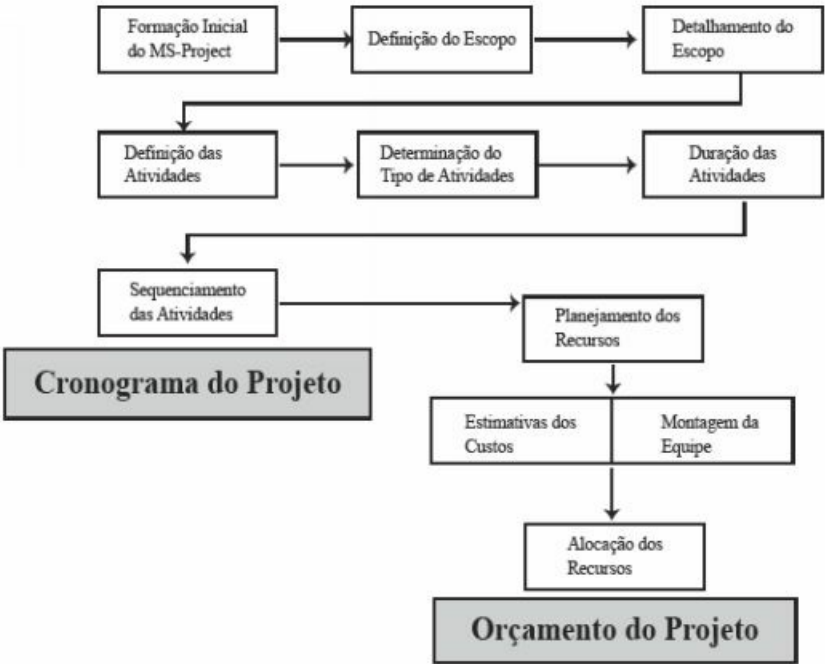 Formação Inicial
do MS-Project
Definição do Escopo
Detalhamento do
Escopo
Definição das
Atividades
Determinação do
Tipo de Atividades
Duração das
Atividades
Sequenciamento
das Atividades
Planejamento dos
Recursos
Cronograma do Projeto
Estimativas dos
Custos
Montagem da
Equipe
Alocação dos
Recursos
Orçamento do Projeto